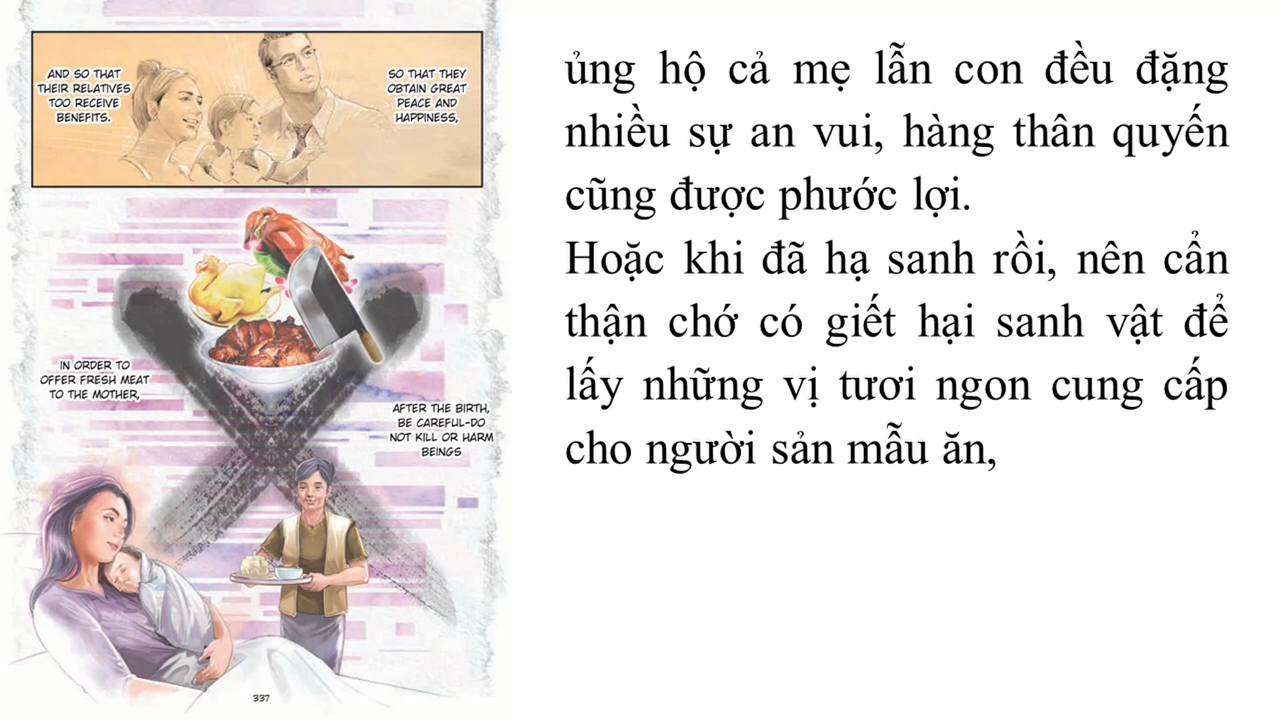 AND SO THAT
THEIR RELATIVES
TOO RECEIVE
BENEFITS.
SO THAT THEY
OBTAIN GREAT
PEACE AND
HAPPINESS,
IN ORDER TO
OFFER FRESH MEAT
TO THE MOTHER,
AFTER THE BIRTH,
BE CAREFUL-DO
NOT KILL OR HARM
BEINGS
337
ủng hộ cả mẹ lẫn con đều đặng
nhiều sự an vui, hàng thân quyến
cũng được phước lợi.
Hoặc khi đã hạ sanh rồi, nên cẩn
thận chớ có giết hại sanh vật để
lấy những vị tươi ngon cung cấp
cho người sản mẫu ăn,